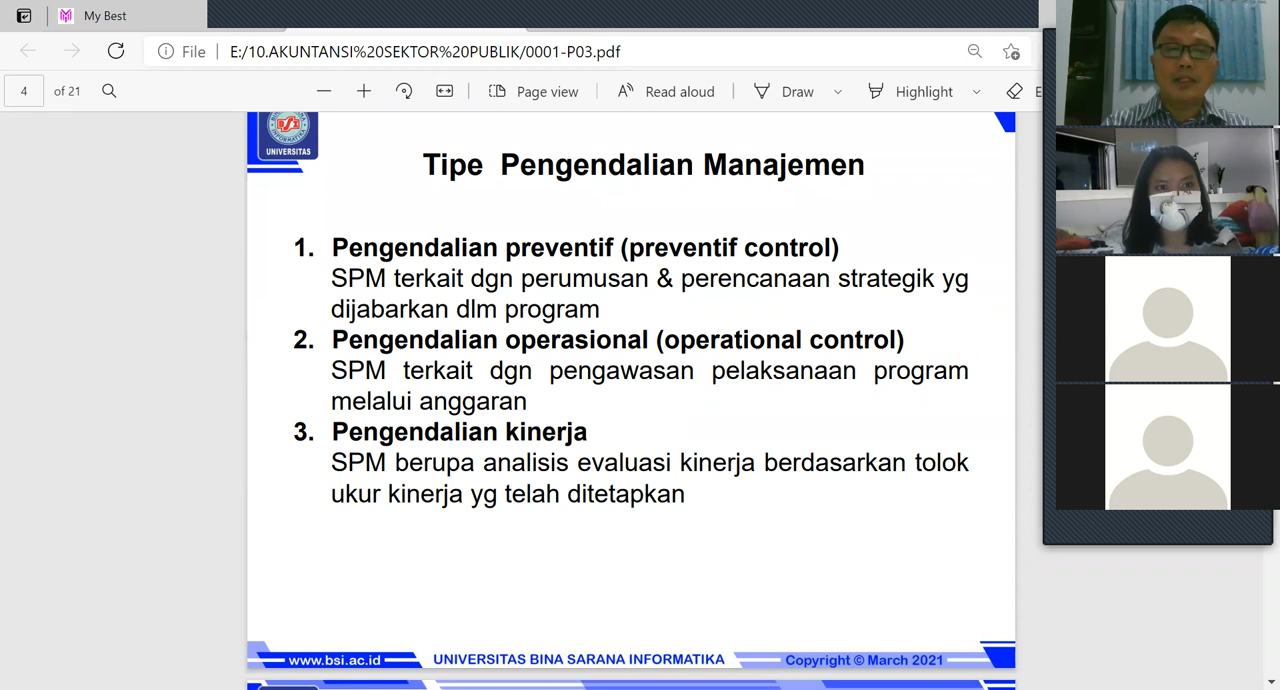 My Best
File
E:/10.AKUNTANSI%20SEKTOR%20PUBLIK/0001-P03.pdf
4 of 21
Page view
Read aloud
Draw
Highlight
UNIVERSITAS
Tipe Pengendalian Manajemen
1. Pengendalian preventif (preventif control)
SPM terkait dgn perumusan & perencanaan strategik yg
dijabarkan dlm program
2. Pengendalian operasional (operational control)
SPM terkait dgn pengawasan pelaksanaan program
melalui anggaran
3. Pengendalian kinerja
SPM berupa analisis evaluasi kinerja berdasarkan tolok
ukur kinerja yg telah ditetapkan
www.bsi.ac.id
UNIVERSITAS BINA SARANA INFORMATIKA
Copyright © March 2021